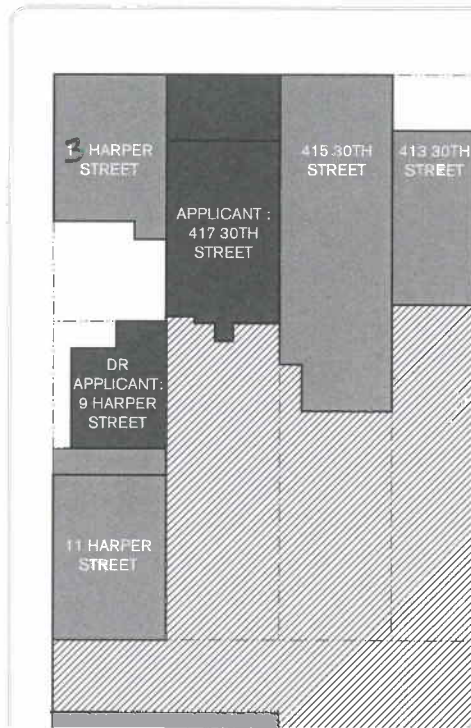 HARPER
STREET
APPLICANT :
417 30TH
STREET
415 30TH
STREET
413 30TH
STREET
DR
APPLICANT:
9 HARPER
STREET
11 HARPER
STREET